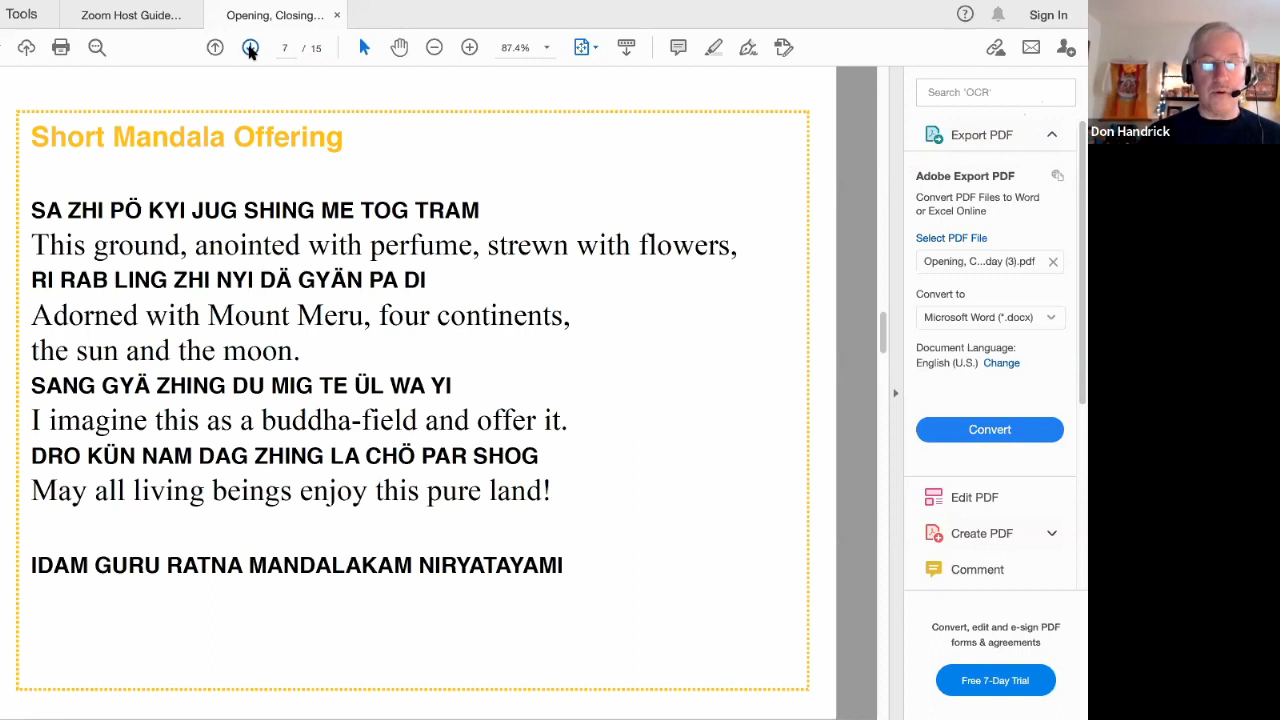 Tools
Zoom Host Guide...
Opening, Closing...
×
Sign In
7 / 15
87.4%
Short Mandala Offering
SA ZHI PÖ KYI JUG SHING ME TOG TRAM
This ground, anointed with perfume, strewn with flowers,
RI RAB LING ZHI NYI DÄ GYÄN PA DI
Adorned with Mount Meru, four continents,
the sun and the moon.
SANG GYÄ ZHING DU MIG TE ÜL WA YI
I imagine this as a buddha-field and offer it.
DRO KÜN NAM DAG ZHING LA CHÖ PAR SHOG
May all living beings enjoy this pure land!
IDAM GURU RATNA MANDALAKAM NIRYATAYAMI
Search 'OCR'
Export PDF
Adobe Export PDF
Convert PDF Files to Word
or Excel Online
Select PDF File
Opening, C...day (3).pdf
Convert to
Microsoft Word (*.docx)
Document Language:
English (U.S.) Change
Convert
Edit PDF
Create PDF
Comment
Convert, edit and e-sign PDF
forms & agreements
Free 7-Day Trial
Don Handrick